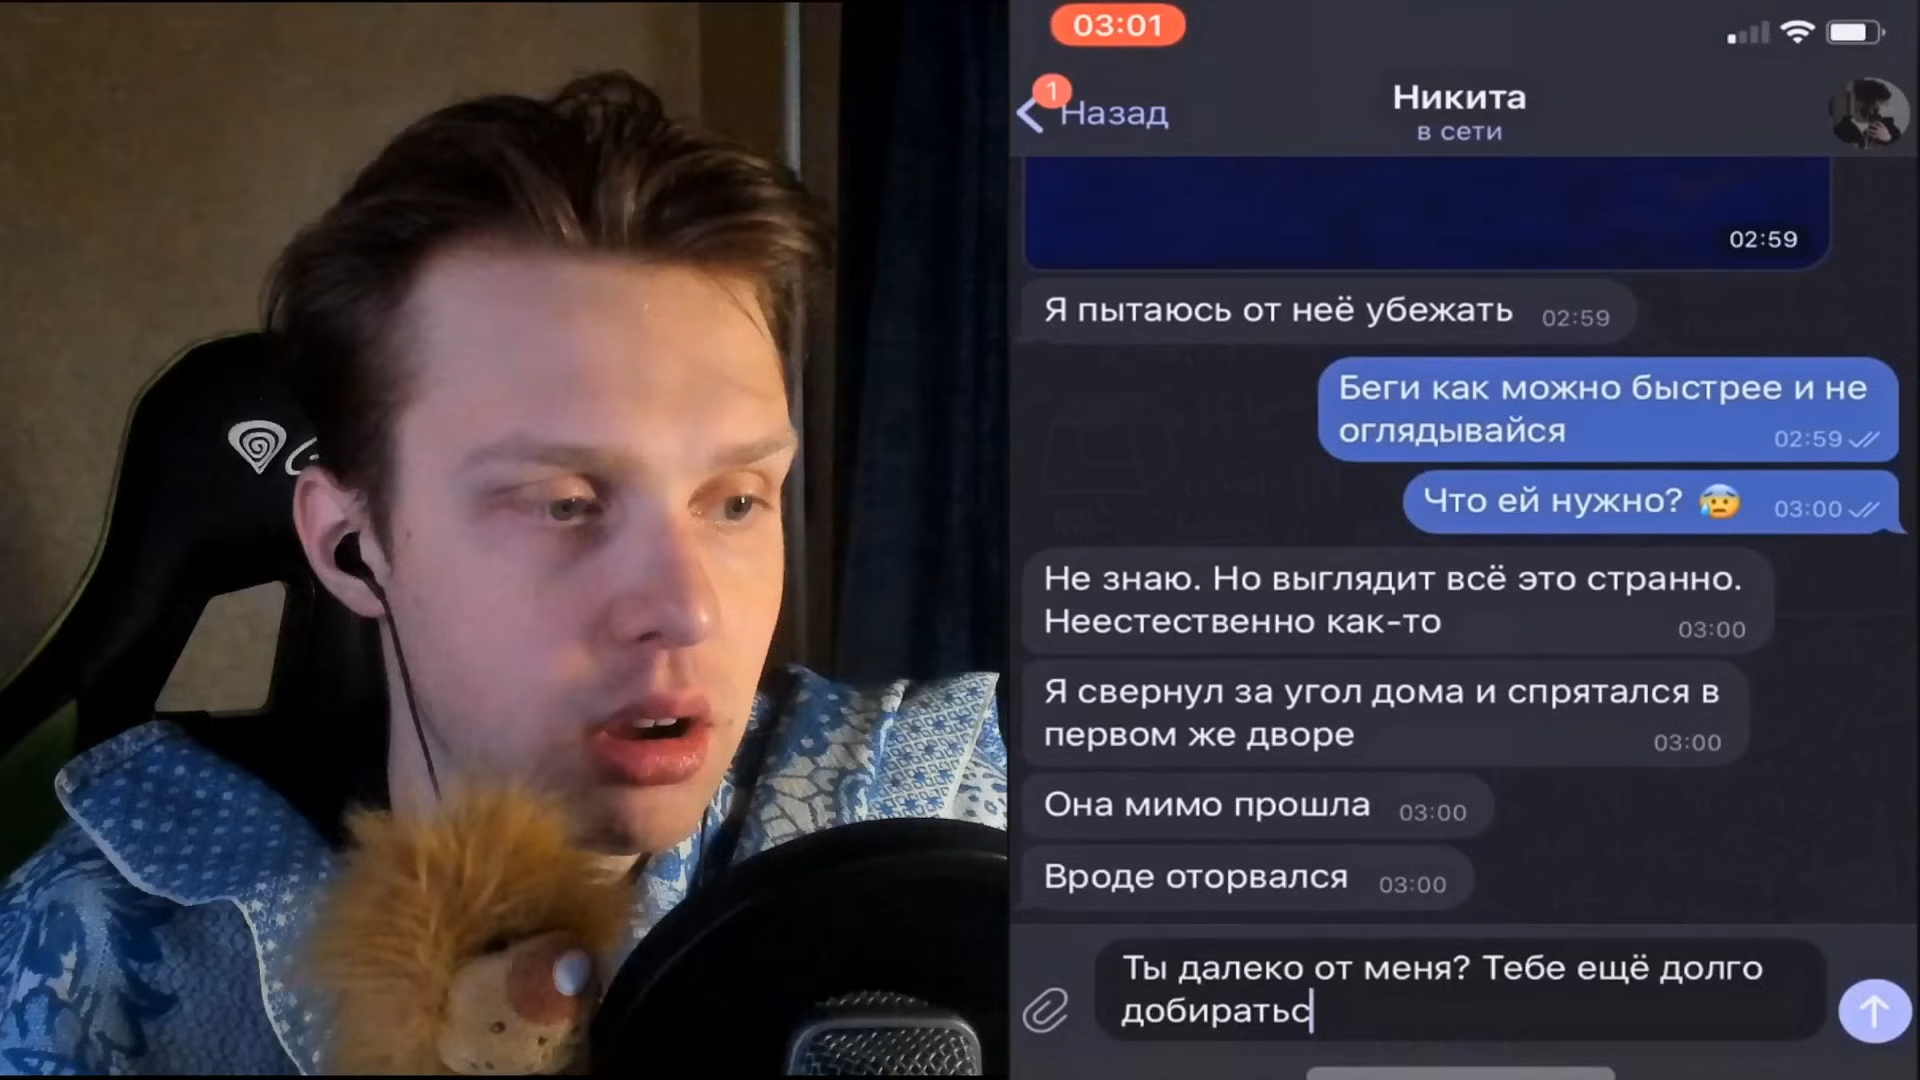 03:01
1
Назад
Никита
в сети
02:59
Я пытаюсь от неё убежать 02:59
Беги как можно быстрее и не
оглядывайся 02:59
Что ей нужно? 😰 03:00
Не знаю. Но выглядит всё это странно.
Неестественно как-то 03:00
Я свернул за угол дома и спрятался в
первом же дворе 03:00
Она мимо прошла 03:00
Вроде оторвался 03:00
Ты далеко от меня? Тебе ещё долго
добиратьс